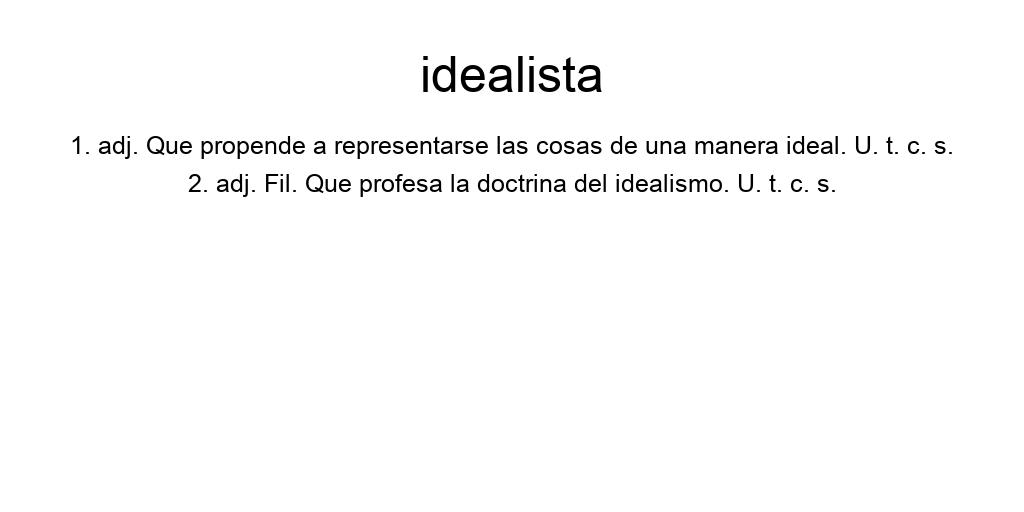 idealista
1. adj. Que propende a representarse las cosas de una manera ideal. U. t. c. s.
2. adj. Fil. Que profesa la doctrina del idealismo. U. t. c. s.